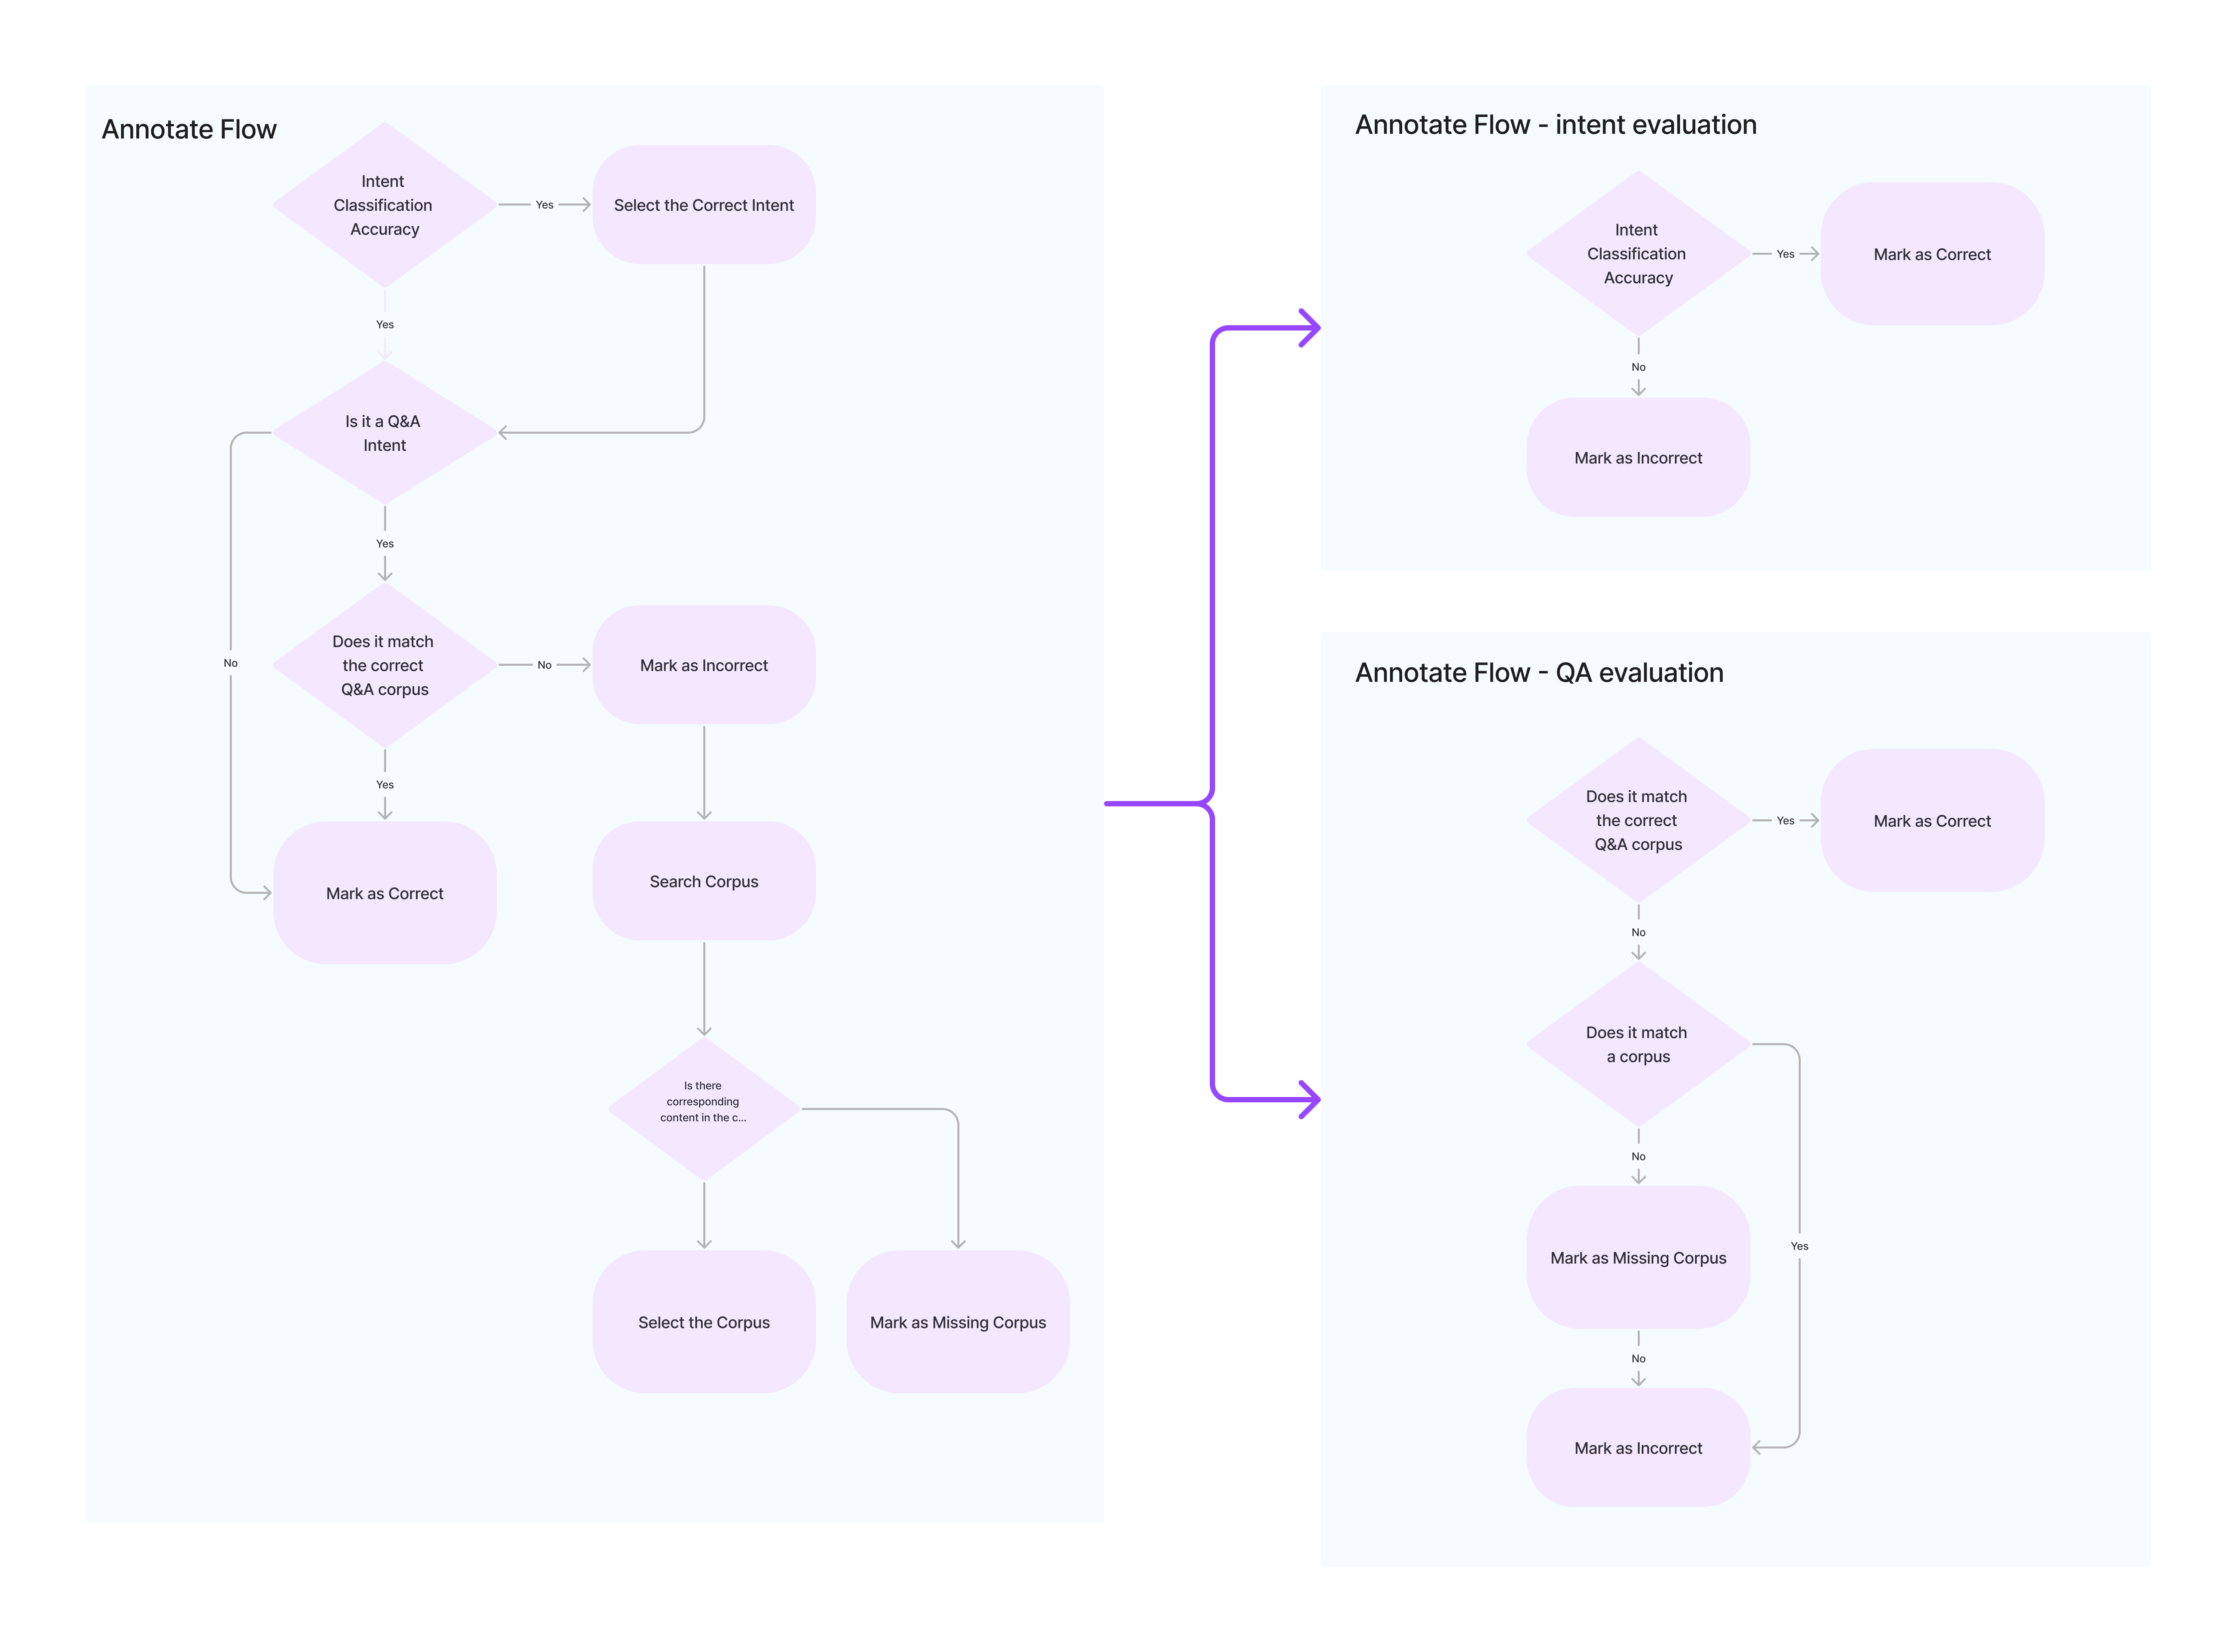 Annotate Flow
Intent
Classification
Accuracy
Yes
Select the Correct Intent
Yes
Is it a Q&A
Intent
Yes
No
Does it match
the correct
Q&A corpus
No
Mark as Incorrect
Yes
Mark as Correct
Search Corpus
Is there
corresponding
content in the c...
Select the Corpus
Mark as Missing Corpus
Annotate Flow - intent evaluation
Intent
Classification
Accuracy
Yes
Mark as Correct
No
Mark as Incorrect
Annotate Flow - QA evaluation
Does it match
the correct
Q&A corpus
Yes
Mark as Correct
No
Does it match
a corpus
No
Mark as Missing Corpus
Yes
No
Mark as Incorrect